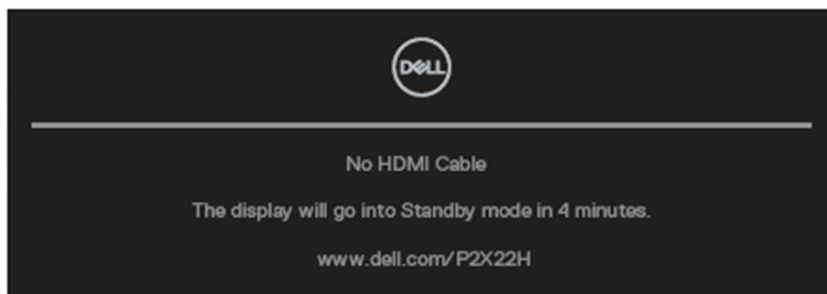 DELL
No HDMI Cable
The display will go into Standby mode in 4 minutes.
www.dell.com/P2X22H